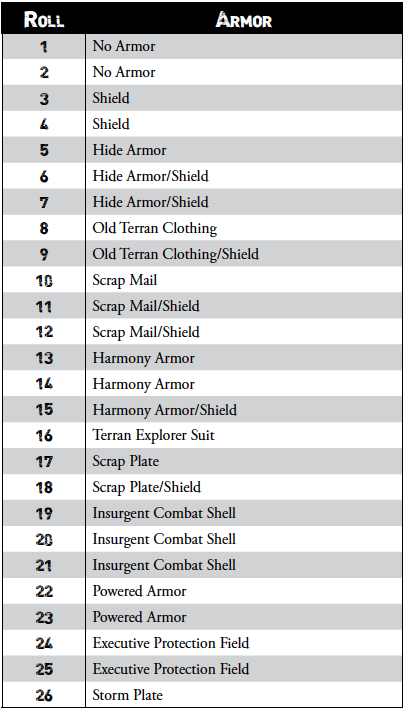 Roll Armor
1 No Armor
2 No Armor
3 Shield
4 Shield
5 Hide Armor
6 Hide Armor/Shield
7 Hide Armor/Shield
8 Old Terran Clothing
9 Old Terran Clothing/Shield
10 Scrap Mail
11 Scrap Mail/Shield
12 Scrap Mail/Shield
13 Harmony Armor
14 Harmony Armor
15 Harmony Armor/Shield
16 Terran Explorer Suit
17 Scrap Plate
18 Scrap Plate/Shield
19 Insurgent Combat Shell
20 Insurgent Combat Shell
21 Insurgent Combat Shell
22 Powered Armor
23 Powered Armor
24 Executive Protection Field
25 Executive Protection Field
26 Storm Plate